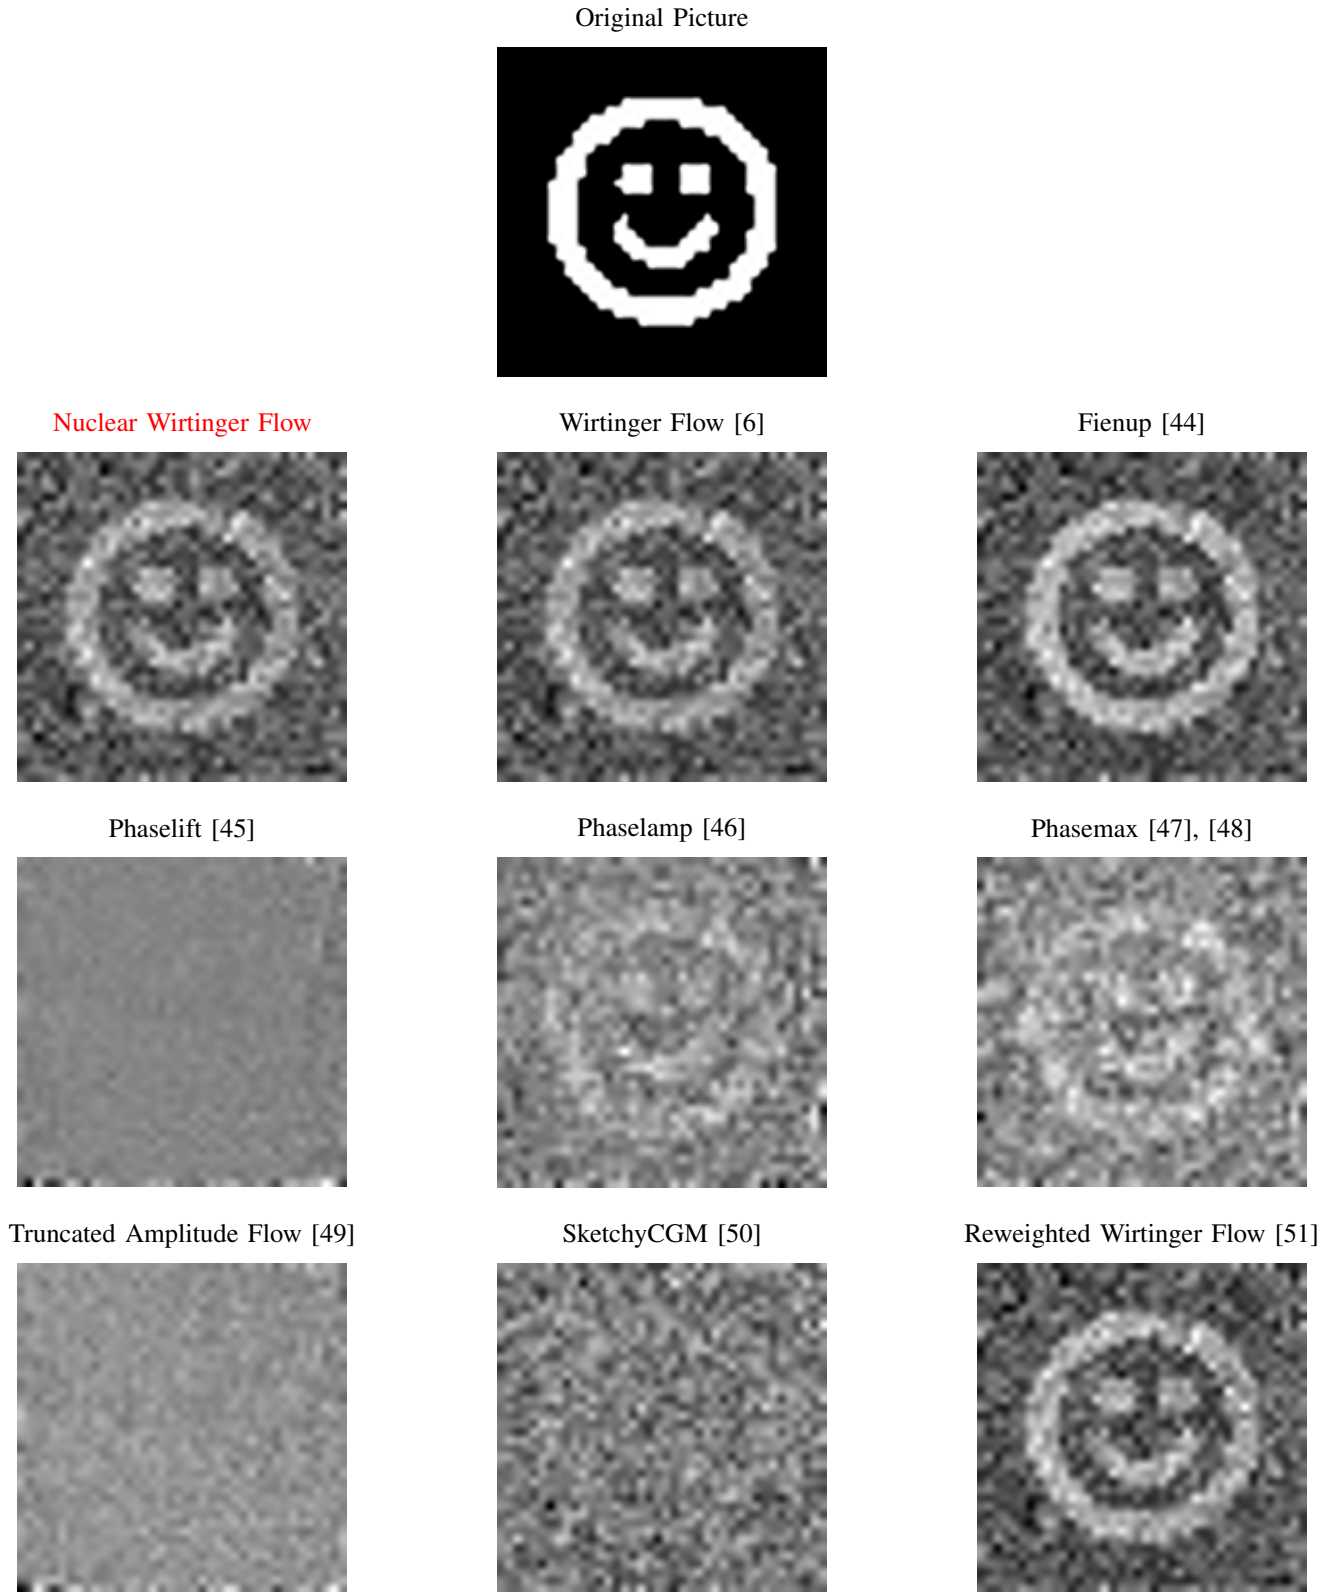 Original Picture
Nuclear Wirtinger Flow
Wirtinger Flow [6]
Fienup [44]
Phaselift [45]
Phaselamp [46]
Phasemax [47], [48]
Truncated Amplitude Flow [49]
SketchyCGM [50]
Reweighted Wirtinger Flow [51]